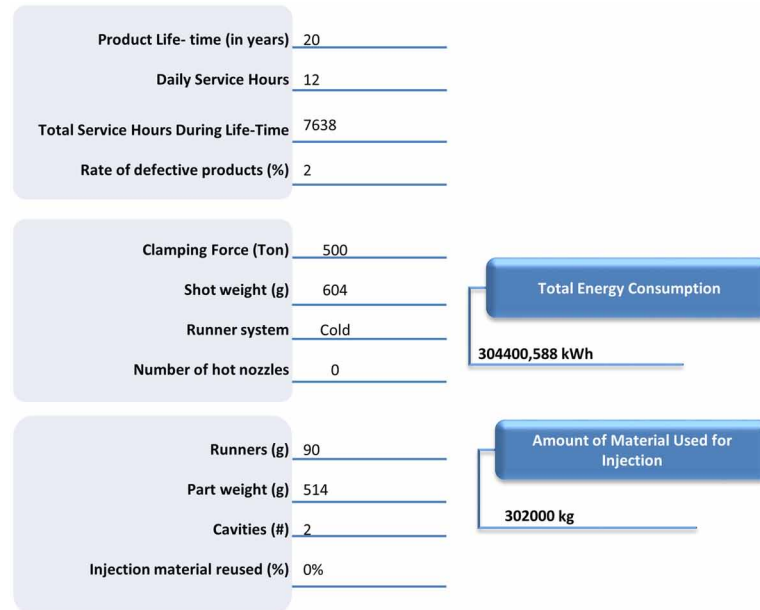 Product Life- time (in years) 20
Daily Service Hours 12
Total Service Hours During Life-Time 7638
Rate of defective products (%) 2
Clamping Force (Ton) 500
Shot weight (g) 604
Runner system Cold
Number of hot nozzles 0
Total Energy Consumption
304400,588 kWh
Runners (g) 90
Part weight (g) 514
Cavities (#) 2
Injection material reused (%) 0%
Amount of Material Used for
Injection
302000 kg